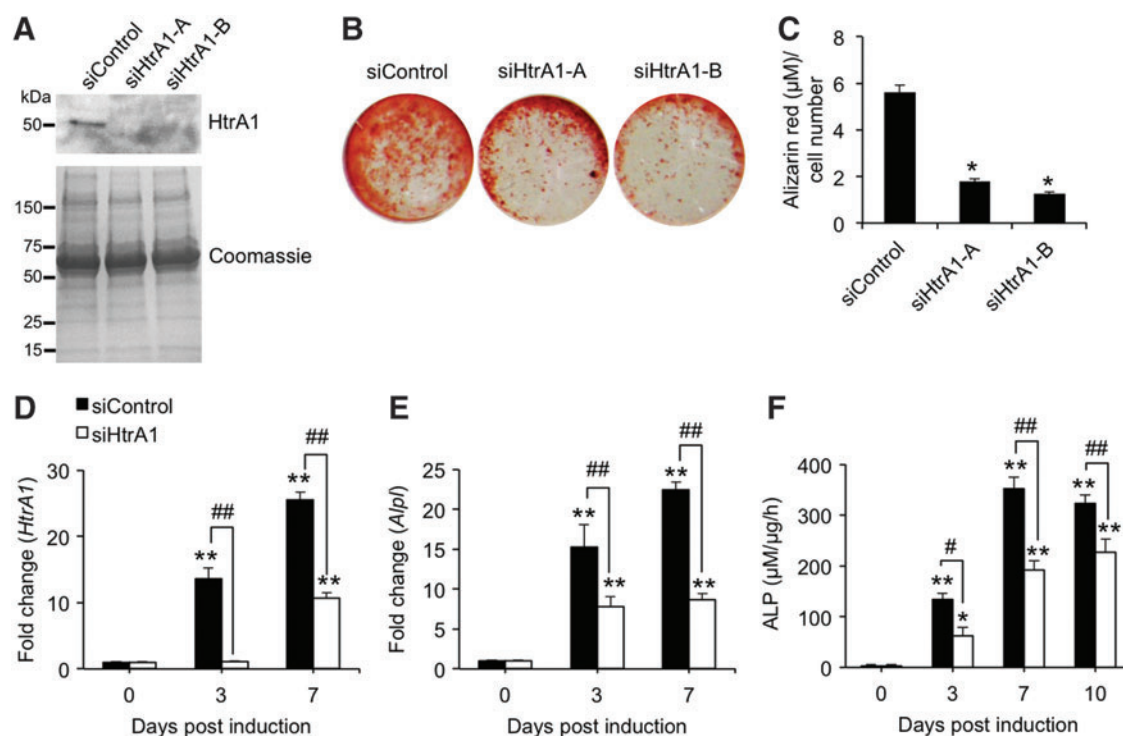 A
siControl
siHtrA1-A
siHtrA1-B
kDa
50
HtrA1
150
75
50
25
15
Coomassie
B
siControl siHtrA1-A siHtrA1-B
C
Alizarin red (µM)/
cell number
8
6
4
2
0
*
*
siControl
siHtrA1-A
siHtrA1-B
D
siControl
siHtrA1
Fold change (HtrA1)
30
20
10
0
**
##
**
##
**
0 3 7
Days post induction
E
Fold change (Alpl)
25
20
15
10
5
0
**
##
**
**
##
**
0 3 7
Days post induction
F
ALP (µM/µg/h)
400
300
200
100
0
**
#
*
**
##
**
**
##
**
0 3 7 10
Days post induction